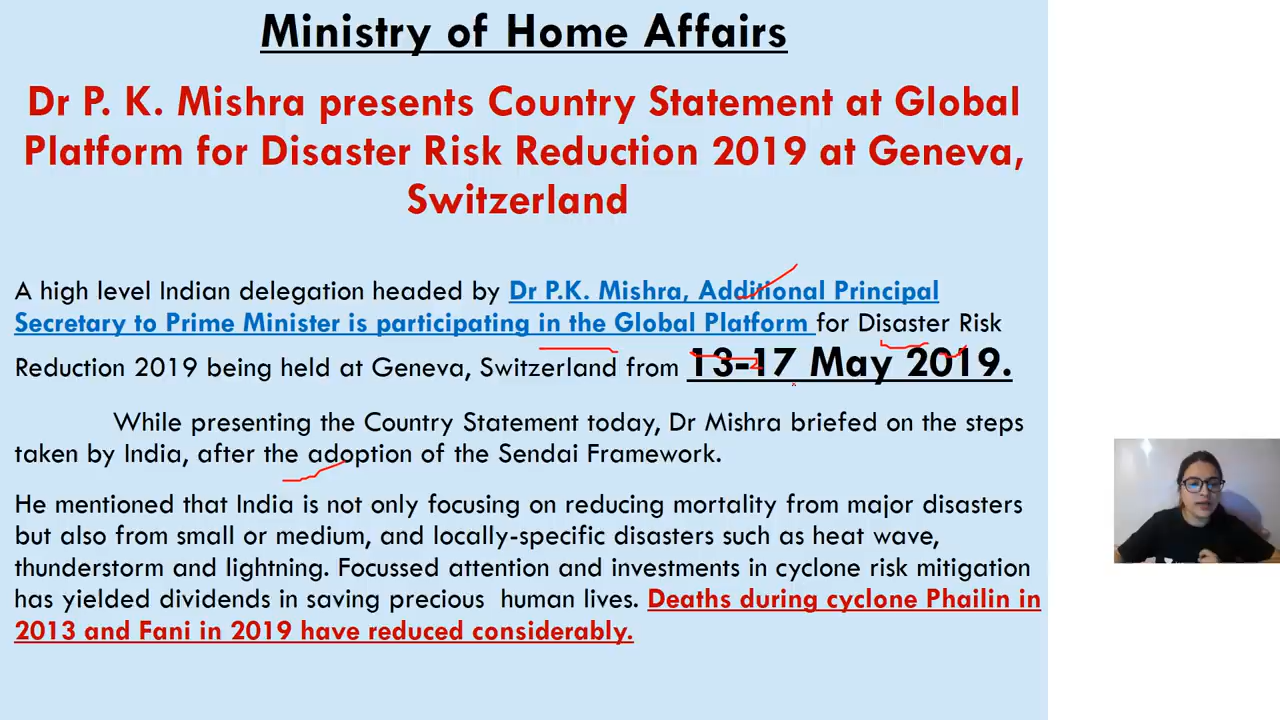 Ministry of Home Affairs
Dr P. K. Mishra presents Country Statement at Global
Platform for Disaster Risk Reduction 2019 at Geneva,
Switzerland
A high level Indian delegation headed by Dr P.K. Mishra, Additional Principal
Secretary to Prime Minister is participating in the Global Platform for Disaster Risk
Reduction 2019 being held at Geneva, Switzerland from 13-17 May 2019.
While presenting the Country Statement today, Dr Mishra briefed on the steps
taken by India, after the adoption of the Sendai Framework.
He mentioned that India is not only focusing on reducing mortality from major disasters
but also from small or medium, and locally-specific disasters such as heat wave,
thunderstorm and lightning. Focussed attention and investments in cyclone risk mitigation
has yielded dividends in saving precious human lives. Deaths during cyclone Phailin in
2013 and Fani in 2019 have reduced considerably.